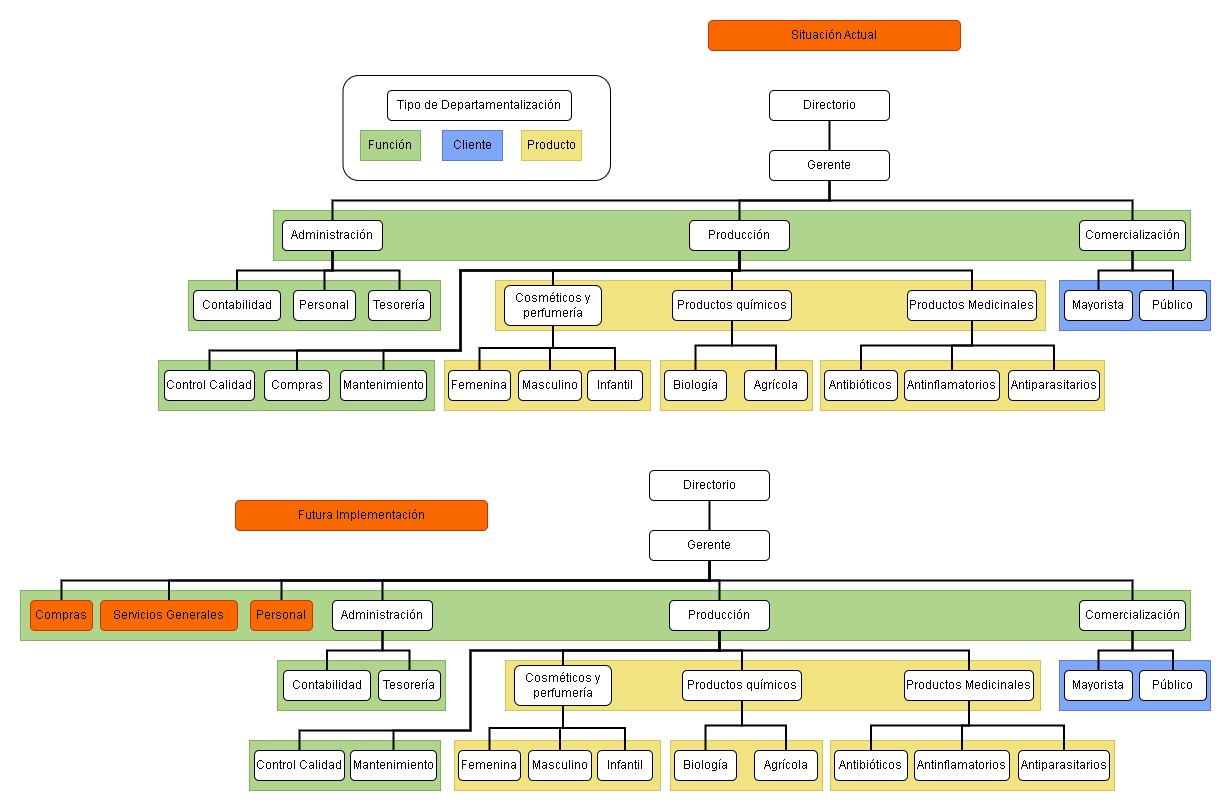 Situación Actual
Tipo de Departamentalización
Función
Cliente
Producto
Directorio
Gerente
Administración
Producción
Comercialización
Contabilidad
Personal
Tesorería
Cosméticos y
perfumería
Productos químicos
Productos Medicinales
Mayorista
Público
Control Calidad
Compras
Mantenimiento
Femenina
Masculino
Infantil
Biología
Agrícola
Antibióticos
Antinflamatorios
Antiparasitarios
Directorio
Futura Implementación
Gerente
Compras
Servicios Generales
Personal
Administración
Producción
Comercialización
Contabilidad
Tesorería
Cosméticos y
perfumería
Productos químicos
Productos Medicinales
Mayorista
Público
Control Calidad
Mantenimiento
Femenina
Masculino
Infantil
Biología
Agrícola
Antibióticos
Antinflamatorios
Antiparasitarios